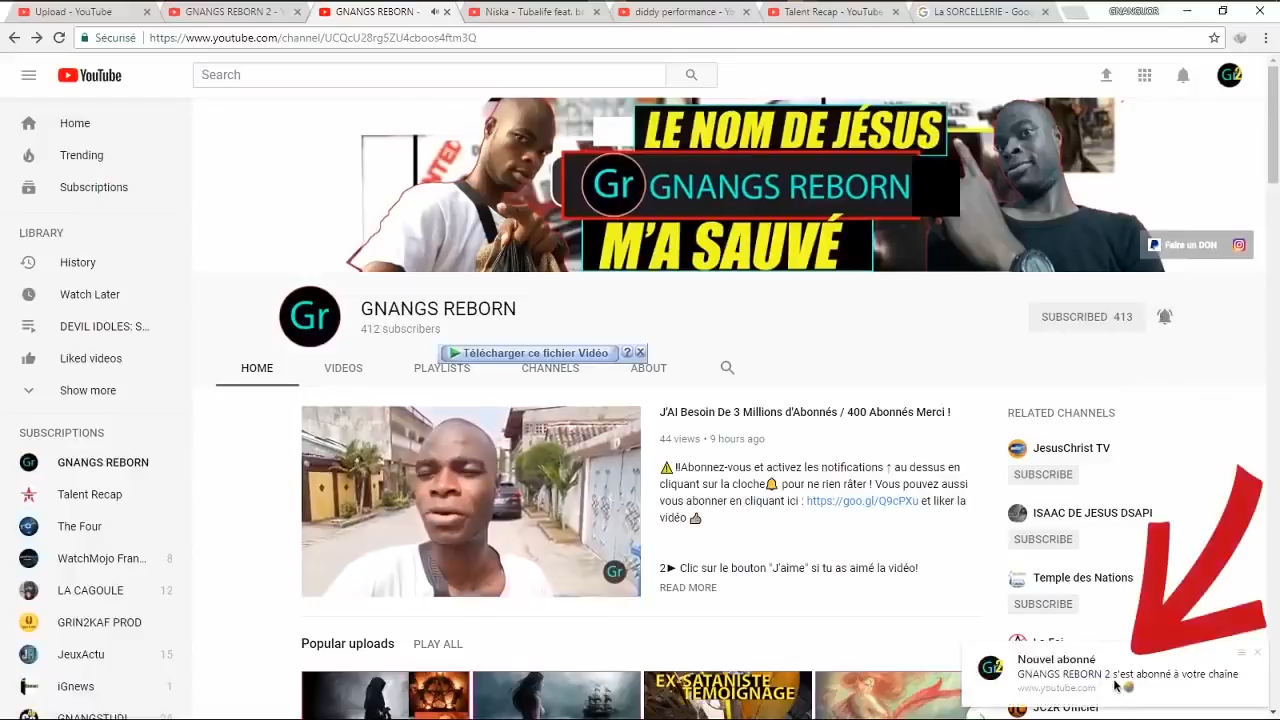 Upload - YouTube
GNANGS REBORN 2 - Y
GNANGS REBORN -
Niska - Tubalife feat. b
diddy performance - Yo
Talent Recap - YouTube
La SORCELLERIE - Goog
GNANGUOR
Sécurisé
https://www.youtube.com/channel/UCQcU28rg5ZU4cboos4ftm3Q
YouTube
Search
Gr2
Home
Trending
Subscriptions
LIBRARY
History
Watch Later
DEVIL IDOLES: S...
Liked videos
Show more
SUBSCRIPTIONS
GNANGS REBORN
Talent Recap
The Four
WatchMojo Fran... 8
LA CAGOULE 12
GRIN2KAF PROD
JeuxActu 15
iGnews 1
LE NOM DE JÉSUS
Gr GNANGS REBORN
M'A SAUVÉ
Faire un DON
Gr
GNANGS REBORN
412 subscribers
SUBSCRIBED 413
Télécharger ce fichier Vidéo
HOME VIDEOS PLAYLISTS CHANNELS ABOUT
J'AI Besoin De 3 Millions d'Abonnés / 400 Abonnés Merci !
44 views • 9 hours ago
⚠️!!Abonnez-vous et activez les notifications ↑ au dessus en
cliquant sur la cloche🔔 pour ne rien râter ! Vous pouvez aussi
vous abonner en cliquant ici : https://goo.gl/Q9cPXu et liker la
vidéo 👍
2► Clic sur le bouton "J'aime" si tu as aimé la vidéo!
READ MORE
Gr
RELATED CHANNELS
JesusChrist TV
SUBSCRIBE
ISAAC DE JESUS DSAPI
SUBSCRIBE
Temple des Nations
SUBSCRIBE
Popular uploads PLAY ALL
EX-SATANISTE
TÉMOIGNAGE
Nouvel abonné
GNANGS REBORN 2 s'est abonné à votre chaîne
www.youtube.com